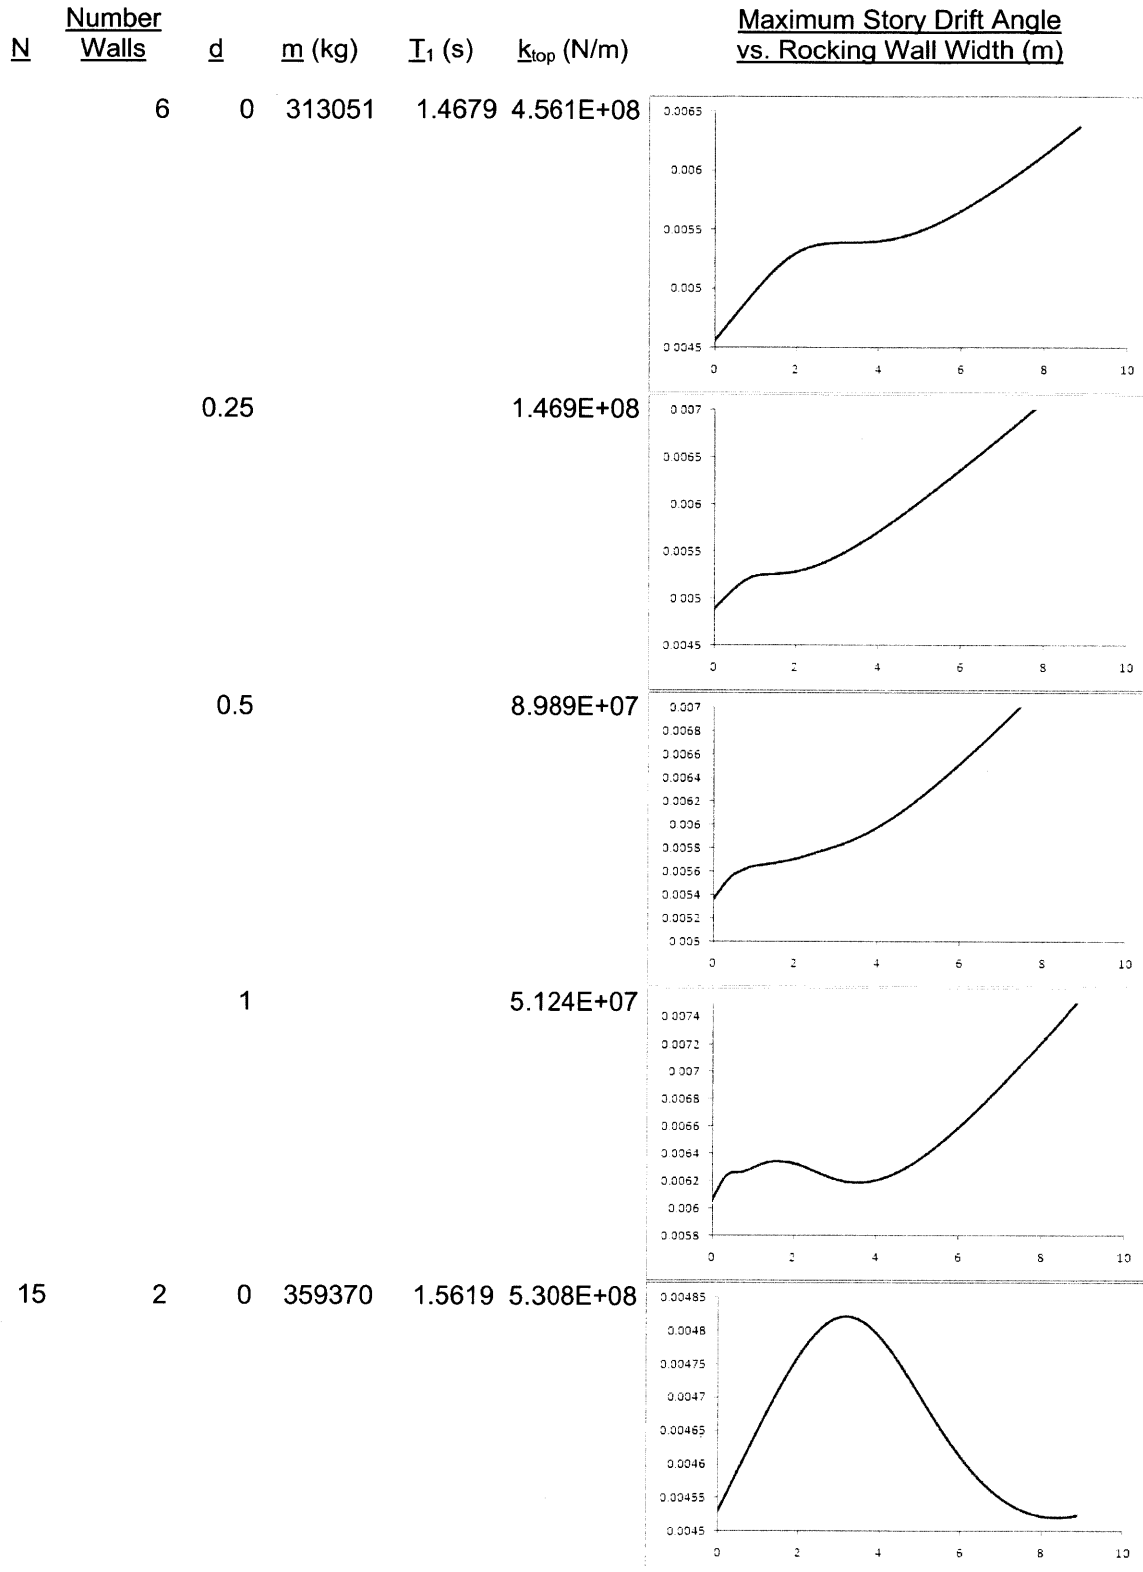 Number
N Walls d m (kg) T1 (s) ktop (N/m)
Maximum Story Drift Angle
vs. Rocking Wall Width (m)
6 0 313051 1.4679 4.561E+08
0.0065
0.006
0.0055
0.005
0.0045
0 2 4 6 8 10
0.25 1.469E+08
0.007
0.0065
0.006
0.0055
0.005
0.0045
0 2 4 6 8 10
0.5 8.989E+07
0.007
0.0068
0.0066
0.0064
0.0062
0.006
0.0058
0.0056
0.0054
0.0052
0.005
0 2 4 6 8 10
1 5.124E+07
0.0074
0.0072
0.007
0.0068
0.0066
0.0064
0.0062
0.006
0.0058
0 2 4 6 8 10
15 2 0 359370 1.5619 5.308E+08
0.00485
0.0048
0.00475
0.0047
0.00465
0.0046
0.00455
0.0045
0 2 4 6 8 10